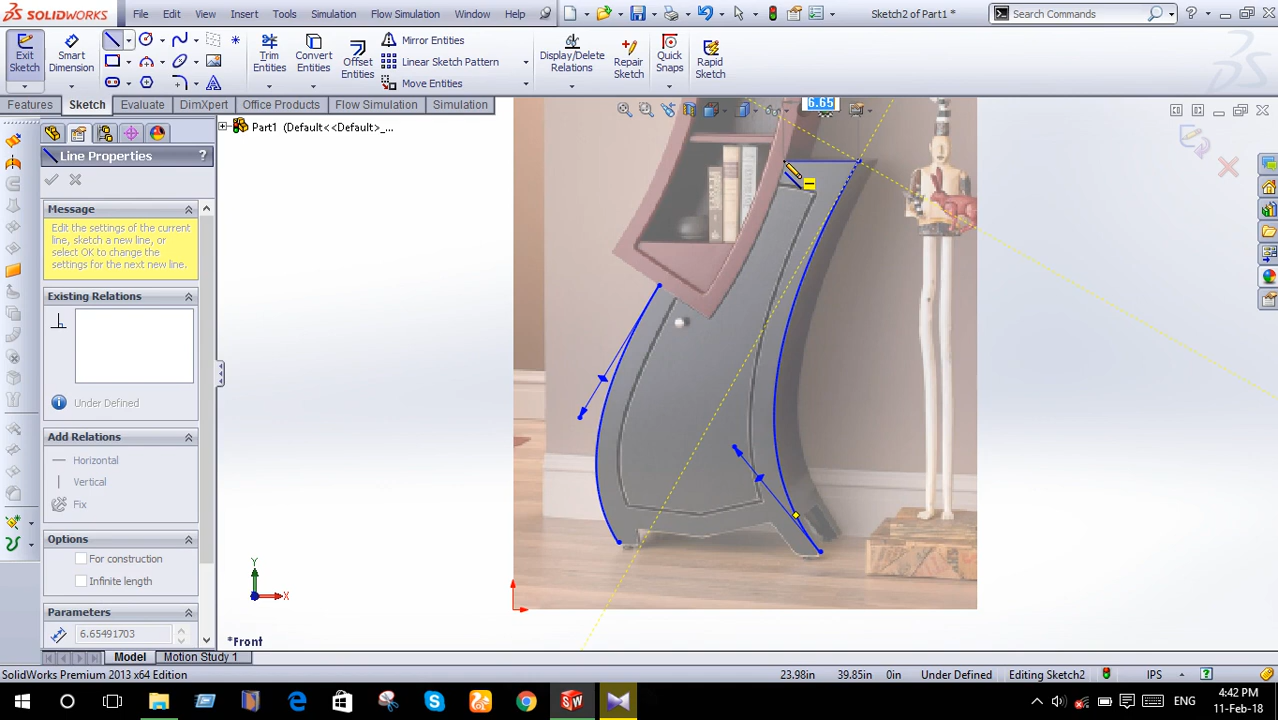 SOLIDWORKS File Edit View Insert Tools Simulation Flow Simulation Window Help Sketch2 of Part1 * Search Commands
Exit Sketch Smart Dimension Trim Entities Convert Entities Offset Entities Mirror Entities Linear Sketch Pattern Move Entities Display/Delete Relations Repair Sketch Quick Snaps Rapid Sketch
Features Sketch Evaluate DimXpert Office Products Flow Simulation Simulation
6.65
Part1 (Default<<Default>_...
Line Properties ?
Message
Edit the settings of the current
line, sketch a new line, or
select OK to change the
settings for the next new line.
Existing Relations
Under Defined
Add Relations
Horizontal
Vertical
Fix
Options
For construction
Infinite length
Parameters
6.65491703
Y
X
*Front
Model Motion Study 1
SolidWorks Premium 2013 x64 Edition 23.98in 39.85in 0in Under Defined Editing Sketch2 IPS
ENG 4:42 PM
11-Feb-18